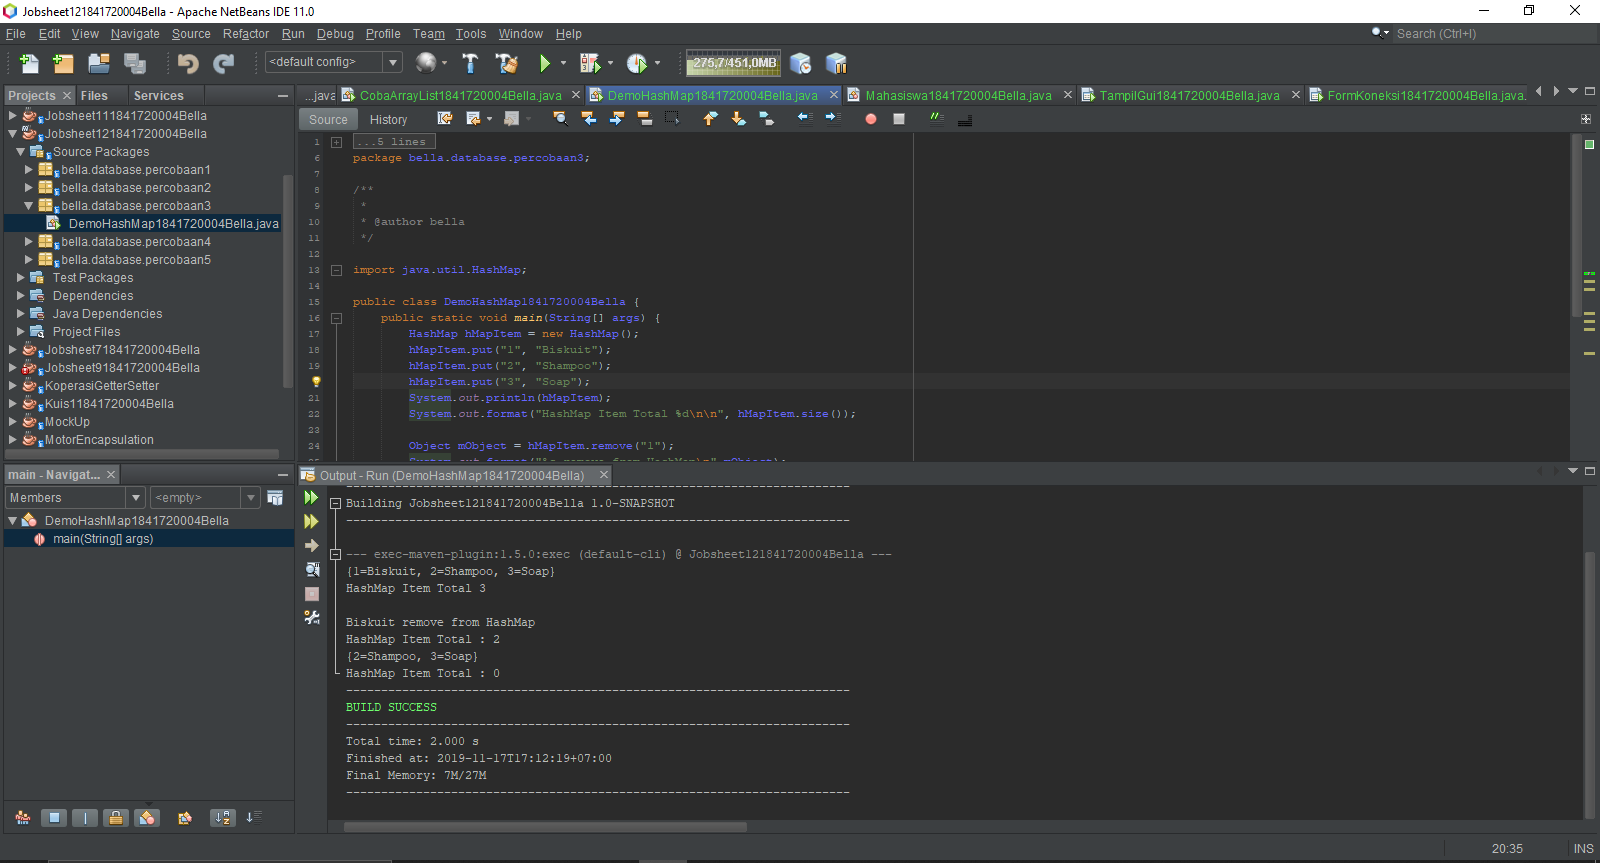 Jobsheet121841720004Bella - Apache NetBeans IDE 11.0
File Edit View Navigate Source Refactor Run Debug Profile Team Tools Window Help
Search (Ctrl+I)
<default config>
275,7/451,0MB
Projects Files Services
Jobsheet111841720004Bella
Jobsheet121841720004Bella
Source Packages
bella.database.percobaan1
bella.database.percobaan2
bella.database.percobaan3
DemoHashMap1841720004Bella.java
bella.database.percobaan4
bella.database.percobaan5
Test Packages
Dependencies
Java Dependencies
Project Files
Jobsheet71841720004Bella
Jobsheet91841720004Bella
KoperasiGetterSetter
Kuis11841720004Bella
MockUp
MotorEncapsulation
main - Navigat...
Members <empty>
DemoHashMap1841720004Bella
main(String[] args)
...java CobaArrayList1841720004Bella.java DemoHashMap1841720004Bella.java Mahasiswa1841720004Bella.java TampilGui1841720004Bella.java FormKoneksi1841720004Bella.java
Source History
1 ...5 lines
6 package bella.database.percobaan3;
7
8 /**
9 *
10 * @author bella
11 */
12
13 import java.util.HashMap;
14
15 public class DemoHashMap1841720004Bella {
16 public static void main(String[] args) {
17 HashMap hMapItem = new HashMap();
18 hMapItem.put("1", "Biskuit");
19 hMapItem.put("2", "Shampoo");
hMapItem.put("3", "Soap");
21 System.out.println(hMapItem);
22 System.out.format("HashMap Item Total %d\n\n", hMapItem.size());
23
24 Object mObject = hMapItem.remove("1");
System.out.format("%s remove from HashMap\n", mObject);
Output - Run (DemoHashMap1841720004Bella)
------------------------------------------------------------------------
Building Jobsheet121841720004Bella 1.0-SNAPSHOT
------------------------------------------------------------------------
--- exec-maven-plugin:1.5.0:exec (default-cli) @ Jobsheet121841720004Bella ---
{1=Biskuit, 2=Shampoo, 3=Soap}
HashMap Item Total 3
Biskuit remove from HashMap
HashMap Item Total : 2
{2=Shampoo, 3=Soap}
HashMap Item Total : 0
------------------------------------------------------------------------
BUILD SUCCESS
------------------------------------------------------------------------
Total time: 2.000 s
Finished at: 2019-11-17T17:12:19+07:00
Final Memory: 7M/27M
------------------------------------------------------------------------
20:35 INS